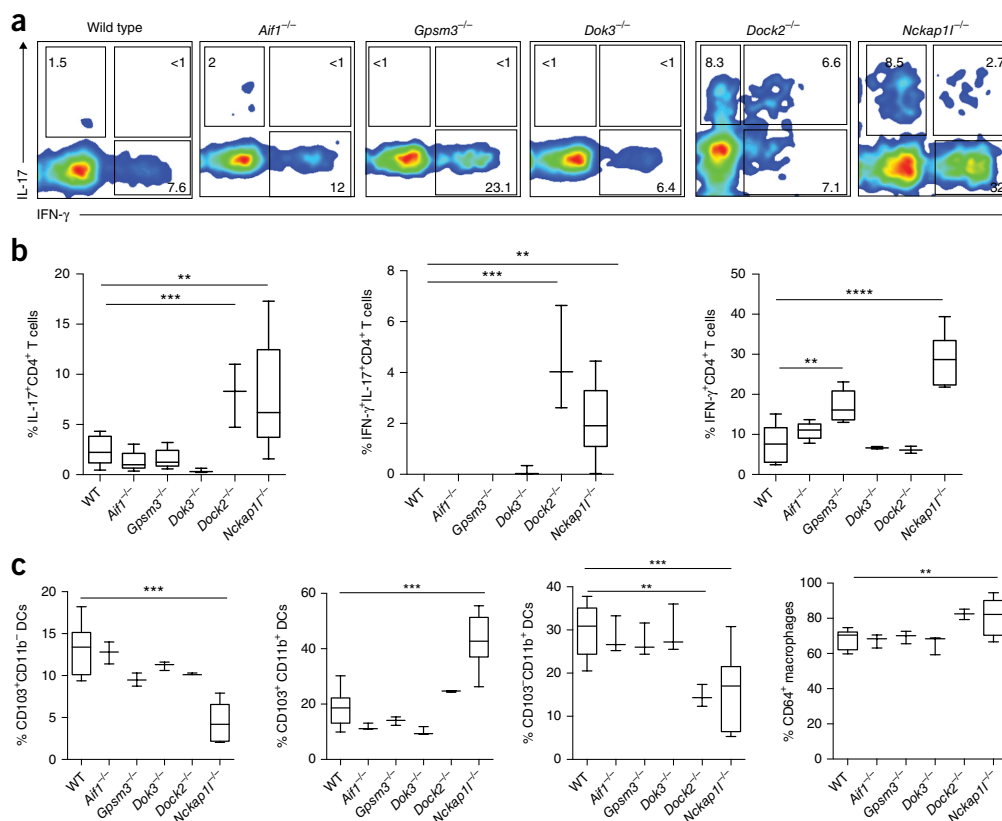 a
Wild type Aif1–/– Gpsm3–/– Dok3–/– Dock2–/– Nckap1l–/–
1.5 <1 2 <1 <1 <1 <1 <1 8.3 6.6 8.5 2.7
7.6 12 23.1 6.4 7.1 32
IL-17
IFN-γ
b
% IL-17+CD4+ T cells
20
15
10
5
0
**
***
WT Aif1–/– Gpsm3–/– Dok3–/– Dock2–/– Nckap1l–/–
% IFN-γ+IL-17+CD4+ T cells
8
6
4
2
0
**
***
WT Aif1–/– Gpsm3–/– Dok3–/– Dock2–/– Nckap1l–/–
% IFN-γ+CD4+ T cells
50
40
30
20
10
0
****
**
WT Aif1–/– Gpsm3–/– Dok3–/– Dock2–/– Nckap1l–/–
c
% CD103+CD11b– DCs
20
15
10
5
0
***
WT Aif1–/– Gpsm3–/– Dok3–/– Dock2–/– Nckap1l–/–
% CD103+ CD11b+ DCs
60
40
20
0
***
WT Aif1–/– Gpsm3–/– Dok3–/– Dock2–/– Nckap1l–/–
% CD103–CD11b+ DCs
40
30
20
10
0
***
**
WT Aif1–/– Gpsm3–/– Dok3–/– Dock2–/– Nckap1l–/–
% CD64+ macrophages
100
80
60
40
20
0
**
WT Aif1–/– Gpsm3–/– Dok3–/– Dock2–/– Nckap1l–/–